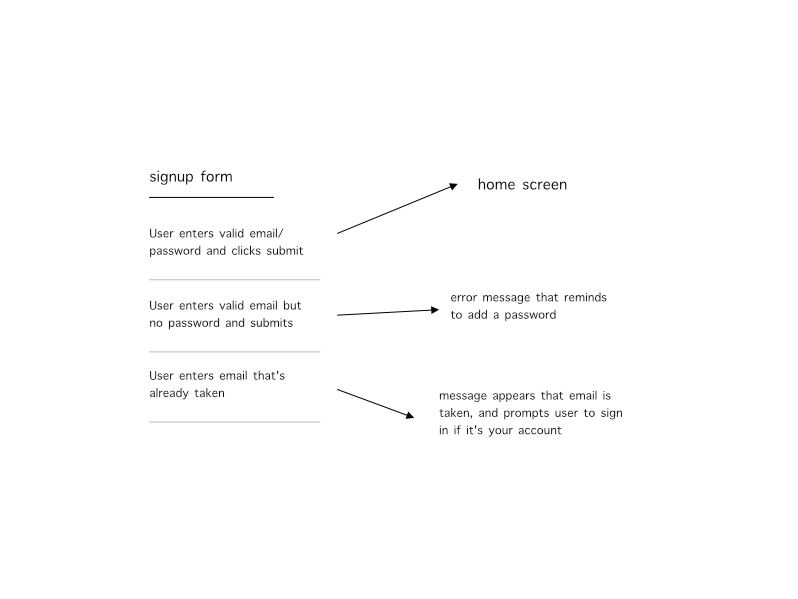 signup form
home screen
User enters valid email/
password and clicks submit
User enters valid email but
no password and submits
error message that reminds
to add a password
User enters email that's
already taken
message appears that email is
taken, and prompts user to sign
in if it's your account